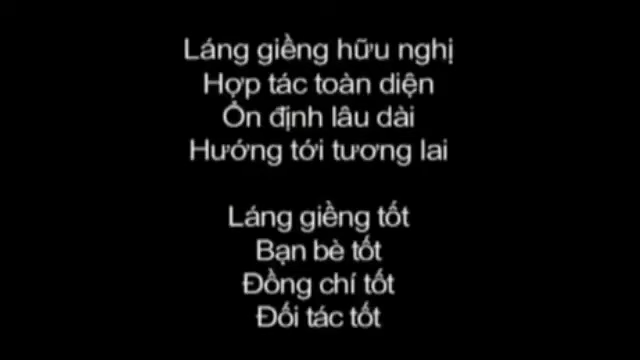 Láng giềng hữu nghị
Hợp tác toàn diện
Ổn định lâu dài
Hướng tới tương lai
Láng giềng tốt
Bạn bè tốt
Đồng chí tốt
Đối tác tốt